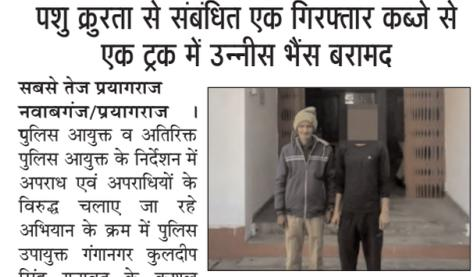 पशु क्रुरता से संबंधित एक गिरफ्तार कब्जे से
एक ट्रक में उन्नीस भैंस बरामद
सबसे तेज प्रयागराज
नवाबगंज/प्रयागराज ।
पुलिस आयुक्त व अतिरिक्त
पुलिस आयुक्त के निर्देशन में
अपराध एवं अपराधियों के
विरुद्ध चलाए जा रहे
अभियान के क्रम में पुलिस
उपायुक्त गंगानगर कुलदीप